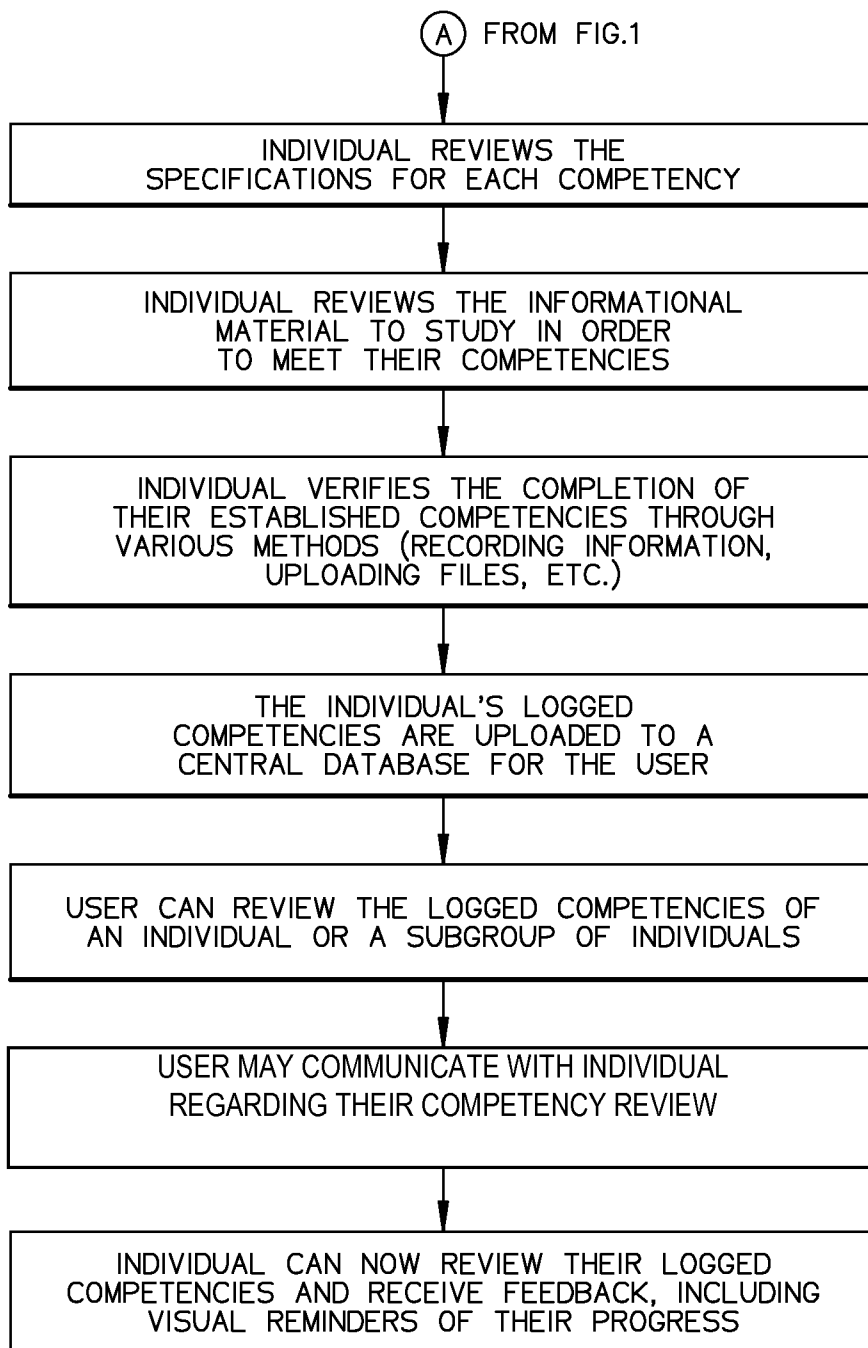 A FROM FIG.1
INDIVIDUAL REVIEWS THE
SPECIFICATIONS FOR EACH COMPETENCY
INDIVIDUAL REVIEWS THE INFORMATIONAL
MATERIAL TO STUDY IN ORDER
TO MEET THEIR COMPETENCIES
INDIVIDUAL VERIFIES THE COMPLETION OF
THEIR ESTABLISHED COMPETENCIES THROUGH
VARIOUS METHODS (RECORDING INFORMATION,
UPLOADING FILES, ETC.)
THE INDIVIDUAL'S LOGGED
COMPETENCIES ARE UPLOADED TO A
CENTRAL DATABASE FOR THE USER
USER CAN REVIEW THE LOGGED COMPETENCIES OF
AN INDIVIDUAL OR A SUBGROUP OF INDIVIDUALS
USER MAY COMMUNICATE WITH INDIVIDUAL
REGARDING THEIR COMPETENCY REVIEW
INDIVIDUAL CAN NOW REVIEW THEIR LOGGED
COMPETENCIES AND RECEIVE FEEDBACK, INCLUDING
VISUAL REMINDERS OF THEIR PROGRESS